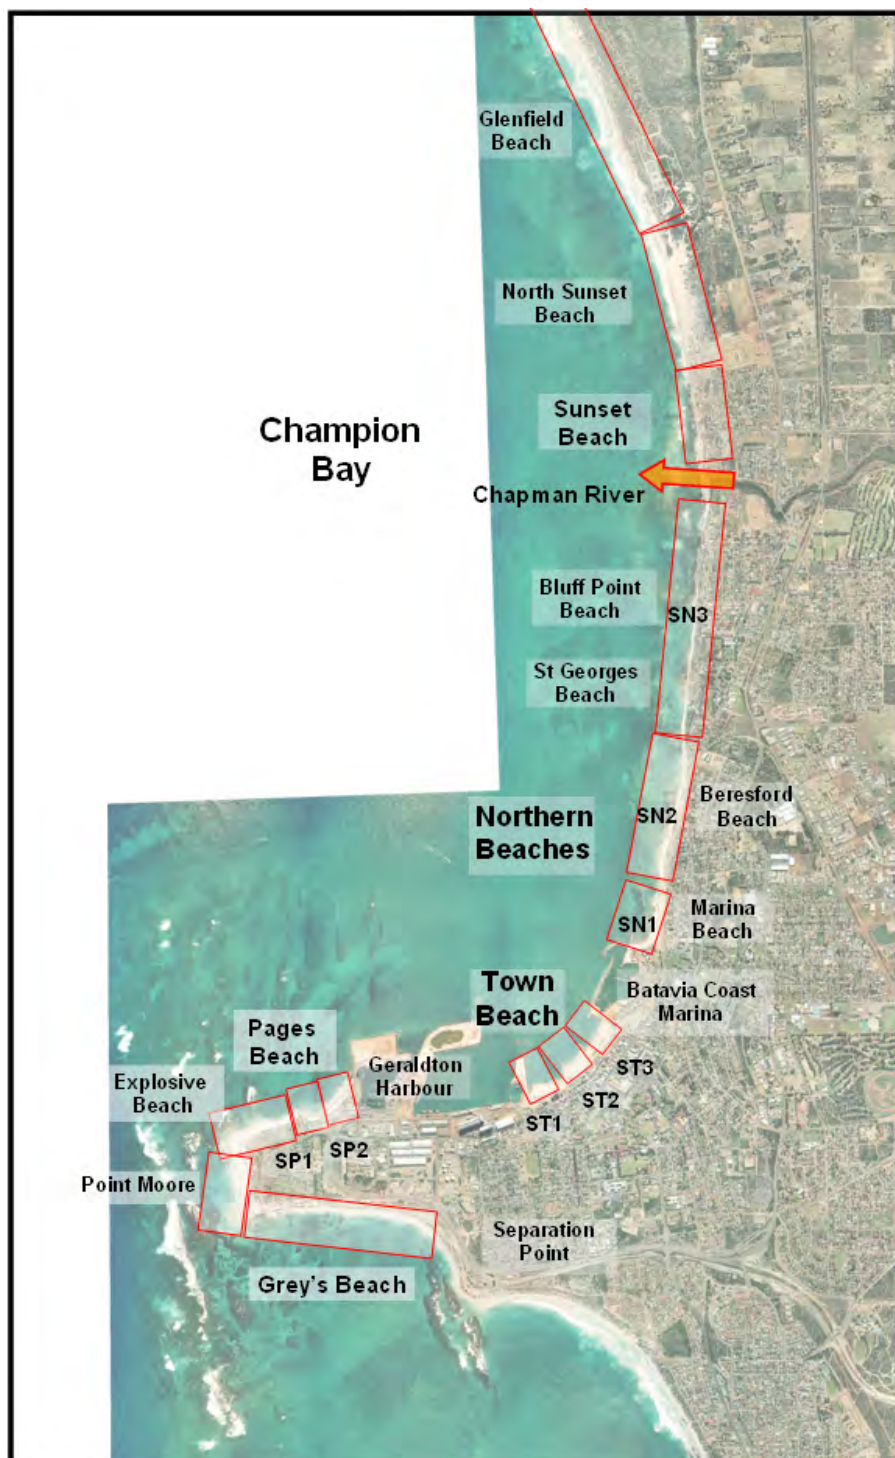 Glenfield
Beach
North Sunset
Beach
Sunset
Beach
Champion
Bay
Chapman River
Bluff Point
Beach
SN3
St Georges
Beach
Northern
Beaches
SN2
Beresford
Beach
SN1
Marina
Beach
Town
Beach
Batavia Coast
Marina
Pages
Beach
Geraldton
Harbour
Explosive
Beach
ST3
ST2
ST1
SP2
SP1
Point Moore
Separation
Point
Grey's Beach